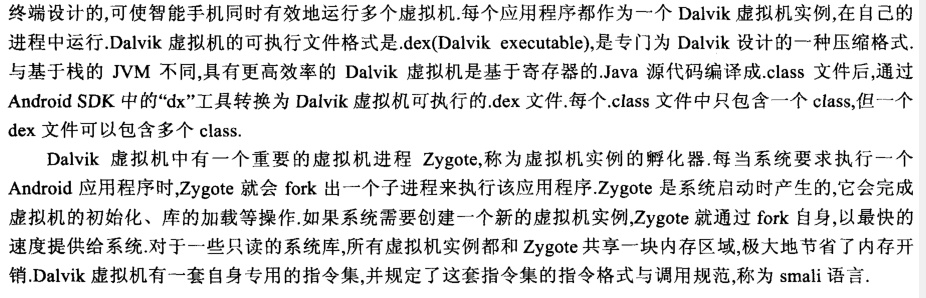 终端设计的,可使智能手机同时有效地运行多个虚拟机.每个应用程序都作为一个 Dalvik 虚拟机实例,在自己的
进程中运行.Dalvik 虚拟机的可执行文件格式是.dex(Dalvik executable),是专门为 Dalvik 设计的一种压缩格式.
与基于栈的 JVM 不同,具有更高效率的 Dalvik 虚拟机是基于寄存器的.Java 源代码编译成.class 文件后,通过
Android SDK 中的“dx”工具转换为 Dalvik 虚拟机可执行的.dex 文件.每个.class 文件中只包含一个 class,但一个
dex 文件可以包含多个 class.
Dalvik 虚拟机中有一个重要的虚拟机进程 Zygote,称为虚拟机实例的孵化器.每当系统要求执行一个
Android 应用程序时,Zygote 就会 fork 出一个子进程来执行该应用程序.Zygote 是系统启动时产生的,它会完成
虚拟机的初始化、库的加载等操作.如果系统需要创建一个新的虚拟机实例,Zygote 就通过 fork 自身,以最快的
速度提供给系统.对于一些只读的系统库,所有虚拟机实例都和 Zygote 共享一块内存区域,极大地节省了内存开
销.Dalvik 虚拟机有一套自身专用的指令集,并规定了这套指令集的指令格式与调用规范,称为 smali 语言.